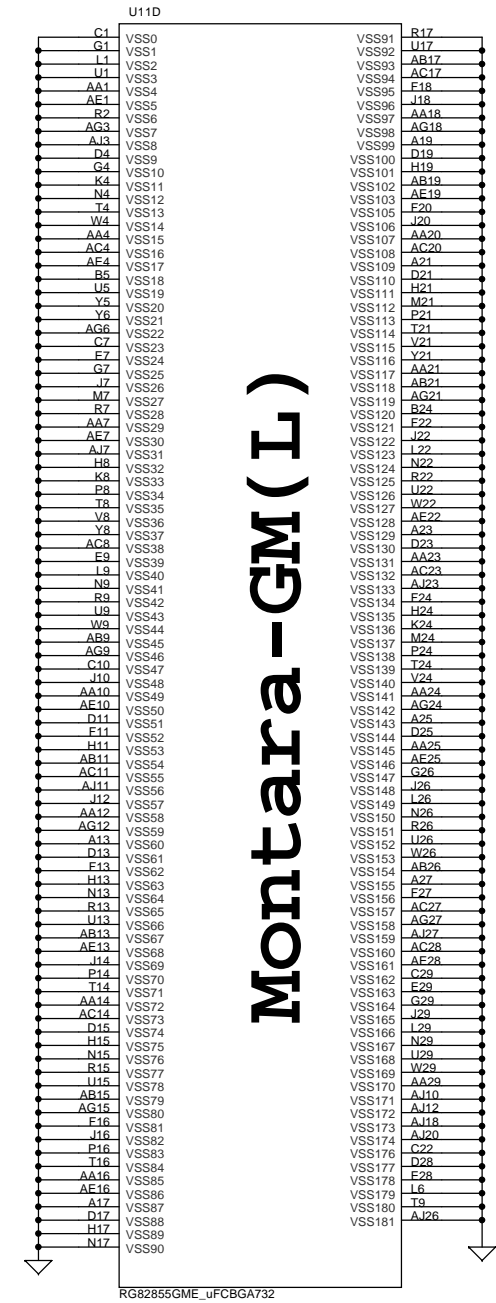 U11D
C1 VSS0
G1 VSS1
L1 VSS2
U1 VSS3
AA1 VSS4
AE1 VSS5
R2 VSS6
AG3 VSS7
AJ3 VSS8
D4 VSS9
G4 VSS10
K4 VSS11
N4 VSS12
T4 VSS13
W4 VSS14
AA4 VSS15
AC4 VSS16
AE4 VSS17
B5 VSS18
U5 VSS19
Y5 VSS20
Y6 VSS21
AG6 VSS22
C7 VSS23
E7 VSS24
G7 VSS25
J7 VSS26
M7 VSS27
R7 VSS28
AA7 VSS29
AE7 VSS30
AJ7 VSS31
H8 VSS32
K8 VSS33
P8 VSS34
T8 VSS35
V8 VSS36
Y8 VSS37
AC8 VSS38
E9 VSS39
L9 VSS40
N9 VSS41
R9 VSS42
U9 VSS43
W9 VSS44
AB9 VSS45
AG9 VSS46
C10 VSS47
J10 VSS48
AA10 VSS49
AE10 VSS50
D11 VSS51
F11 VSS52
H11 VSS53
AB11 VSS54
AC11 VSS55
AJ11 VSS56
J12 VSS57
AA12 VSS58
AG12 VSS59
A13 VSS60
D13 VSS61
F13 VSS62
H13 VSS63
N13 VSS64
R13 VSS65
U13 VSS66
AB13 VSS67
AE13 VSS68
J14 VSS69
P14 VSS70
T14 VSS71
AA14 VSS72
AC14 VSS73
D15 VSS74
H15 VSS75
N15 VSS76
R15 VSS77
U15 VSS78
AB15 VSS79
AG15 VSS80
F16 VSS81
J16 VSS82
P16 VSS83
T16 VSS84
AA16 VSS85
AE16 VSS86
A17 VSS87
D17 VSS88
H17 VSS89
N17 VSS90
Montara-GM(L)
VSS91 R17
VSS92 U17
VSS93 AB17
VSS94 AC17
VSS95 F18
VSS96 J18
VSS97 AA18
VSS98 AG18
VSS99 A19
VSS100 D19
VSS101 H19
VSS102 AB19
VSS103 AE19
VSS105 F20
VSS106 J20
VSS107 AA20
VSS108 AC20
VSS109 A21
VSS110 D21
VSS111 H21
VSS112 M21
VSS113 P21
VSS114 T21
VSS115 V21
VSS116 Y21
VSS117 AA21
VSS118 AB21
VSS119 AG21
VSS120 B24
VSS121 F22
VSS122 J22
VSS123 L22
VSS124 N22
VSS125 R22
VSS126 U22
VSS127 W22
VSS128 AE22
VSS129 A23
VSS130 D23
VSS131 AA23
VSS132 AC23
VSS133 AJ23
VSS134 F24
VSS135 H24
VSS136 K24
VSS137 M24
VSS138 P24
VSS139 T24
VSS140 V24
VSS141 AA24
VSS142 AG24
VSS143 A25
VSS144 D25
VSS145 AA25
VSS146 AE25
VSS147 G26
VSS148 J26
VSS149 L26
VSS150 N26
VSS151 R26
VSS152 U26
VSS153 W26
VSS154 AB26
VSS155 A27
VSS156 F27
VSS157 AC27
VSS158 AG27
VSS159 AJ27
VSS160 AC28
VSS161 AE28
VSS162 C29
VSS163 E29
VSS164 G29
VSS165 J29
VSS166 L29
VSS167 N29
VSS168 U29
VSS169 W29
VSS170 AA29
VSS171 AJ10
VSS172 AJ12
VSS173 AJ18
VSS174 AJ20
VSS176 C22
VSS177 D28
VSS178 E28
VSS179 L6
VSS180 T9
VSS181 AJ26
RG82855GME_uFCBGA732